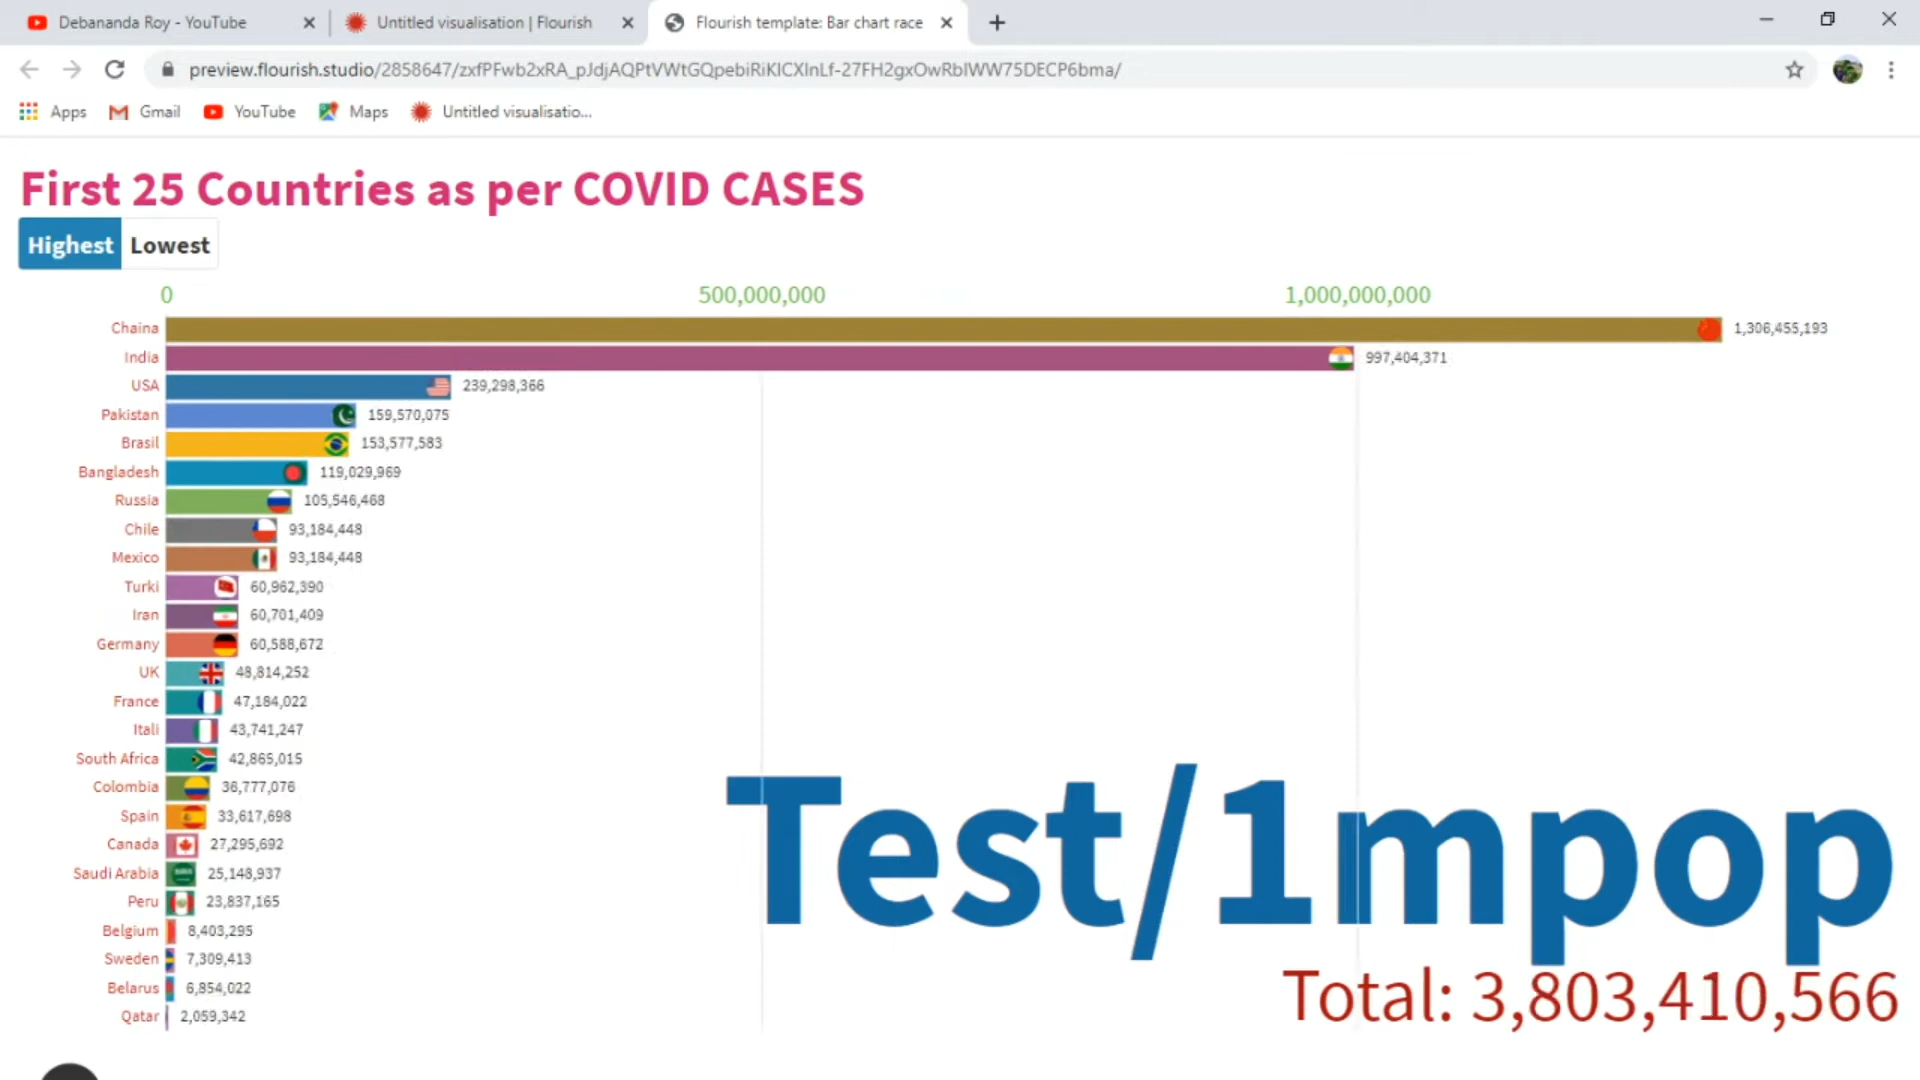 Debananda Roy - YouTube
Untitled visualisation | Flourish
Flourish template: Bar chart race
preview.flourish.studio/2858647/zxfPFwb2xRA_pJdjAQPtVWtGQpebiRiKICXInLf-27FH2gxOwRbIWW75DECP6bma/
Apps Gmail YouTube Maps Untitled visualisatio...
First 25 Countries as per COVID CASES
Highest Lowest
0 500,000,000 1,000,000,000
Chaina 1,306,455,193
India 997,404,371
USA 239,298,366
Pakistan 159,570,075
Brasil 153,577,583
Bangladesh 119,029,969
Russia 105,546,468
Chile 93,184,448
Mexico 93,184,448
Turki 60,962,390
Iran 60,701,409
Germany 60,588,672
UK 48,814,252
France 47,184,022
Itali 43,741,247
South Africa 42,865,015
Colombia 36,777,076
Spain 33,617,698
Canada 27,295,692
Saudi Arabia 25,148,937
Peru 23,837,165
Belgium 8,403,295
Sweden 7,309,413
Belarus 6,854,022
Qatar 2,059,342
Test/1mpop
Total: 3,803,410,566